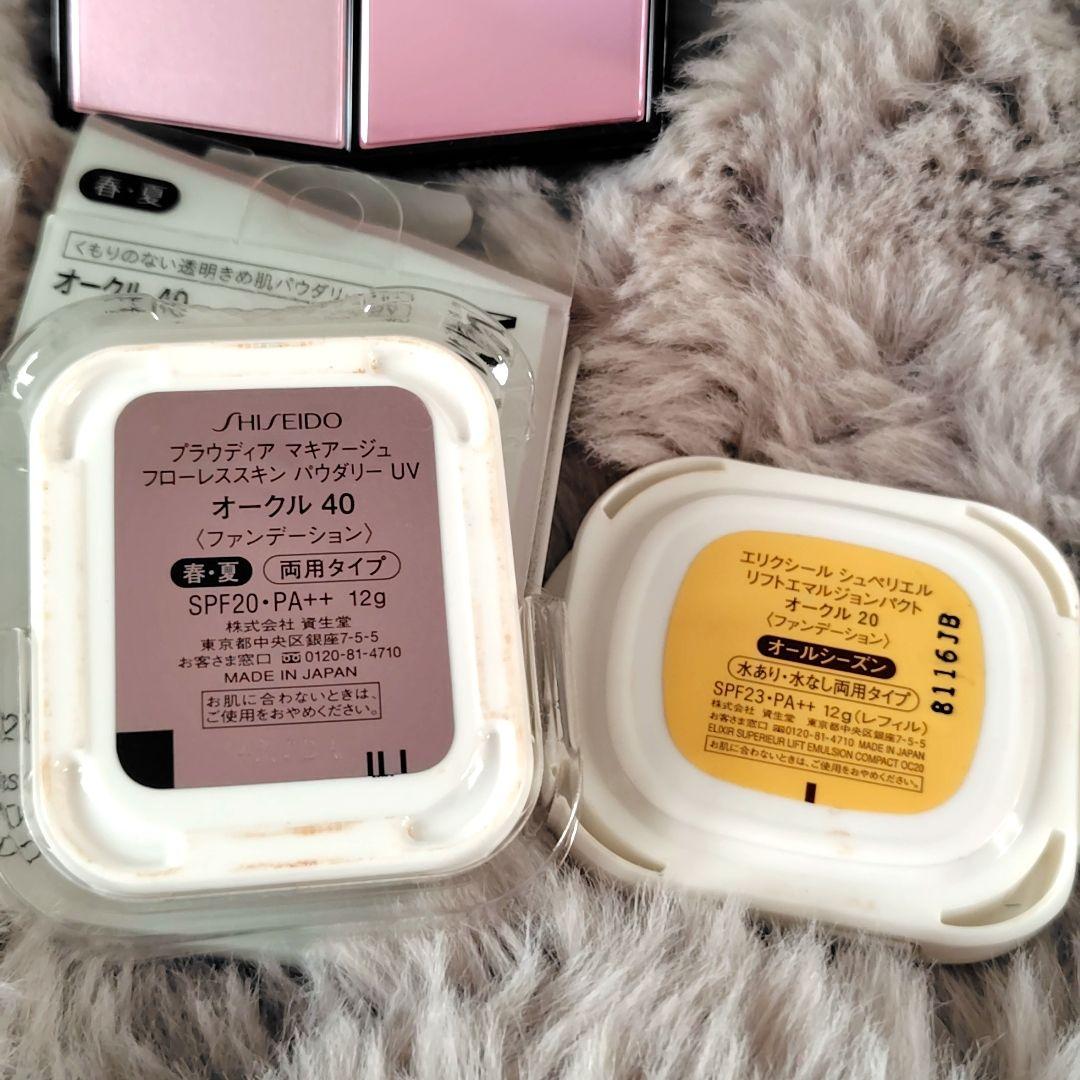 春・夏
くもりのない透明きめ肌パウダリー
オークル 40
SHISEIDO
プラウディア マキアージュ
フローレススキン パウダリー UV
オークル 40
〈ファンデーション〉
春・夏 両用タイプ
SPF20・PA++ 12g
株式会社 資生堂
東京都中央区銀座7-5-5
お客さま窓口 0120-81-4710
MADE IN JAPAN
お肌に合わないときは、
ご使用をおやめください。
エリクシール シュペリエル
リフトエマルジョンパクト
オークル 20
〈ファンデーション〉
オールシーズン
水あり・水なし両用タイプ
SPF23・PA++ 12g(レフィル)
株式会社 資生堂 東京都中央区銀座7-5-5
お客さま窓口 0120-81-4710 MADE IN JAPAN
ELIXIR SUPERIEUR LIFT EMULSION COMPACT OC20
お肌に合わないときは、ご使用をおやめください。
8116JB